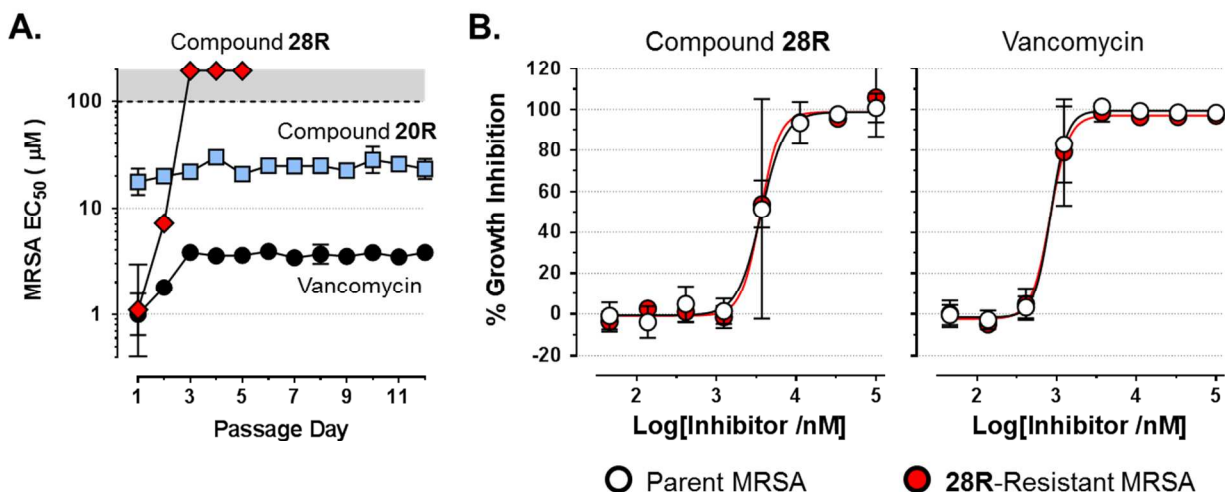 A.
Compound 28R
100
10
1
MRSA EC50 ( μM )
Compound 20R
Vancomycin
1 3 5 7 9 11
Passage Day
B.
Compound 28R
120
100
80
60
40
20
0
-20
% Growth Inhibition
2 3 4 5
Log[Inhibitor /nM]
Vancomycin
2 3 4 5
Log[Inhibitor /nM]
Parent MRSA
28R-Resistant MRSA